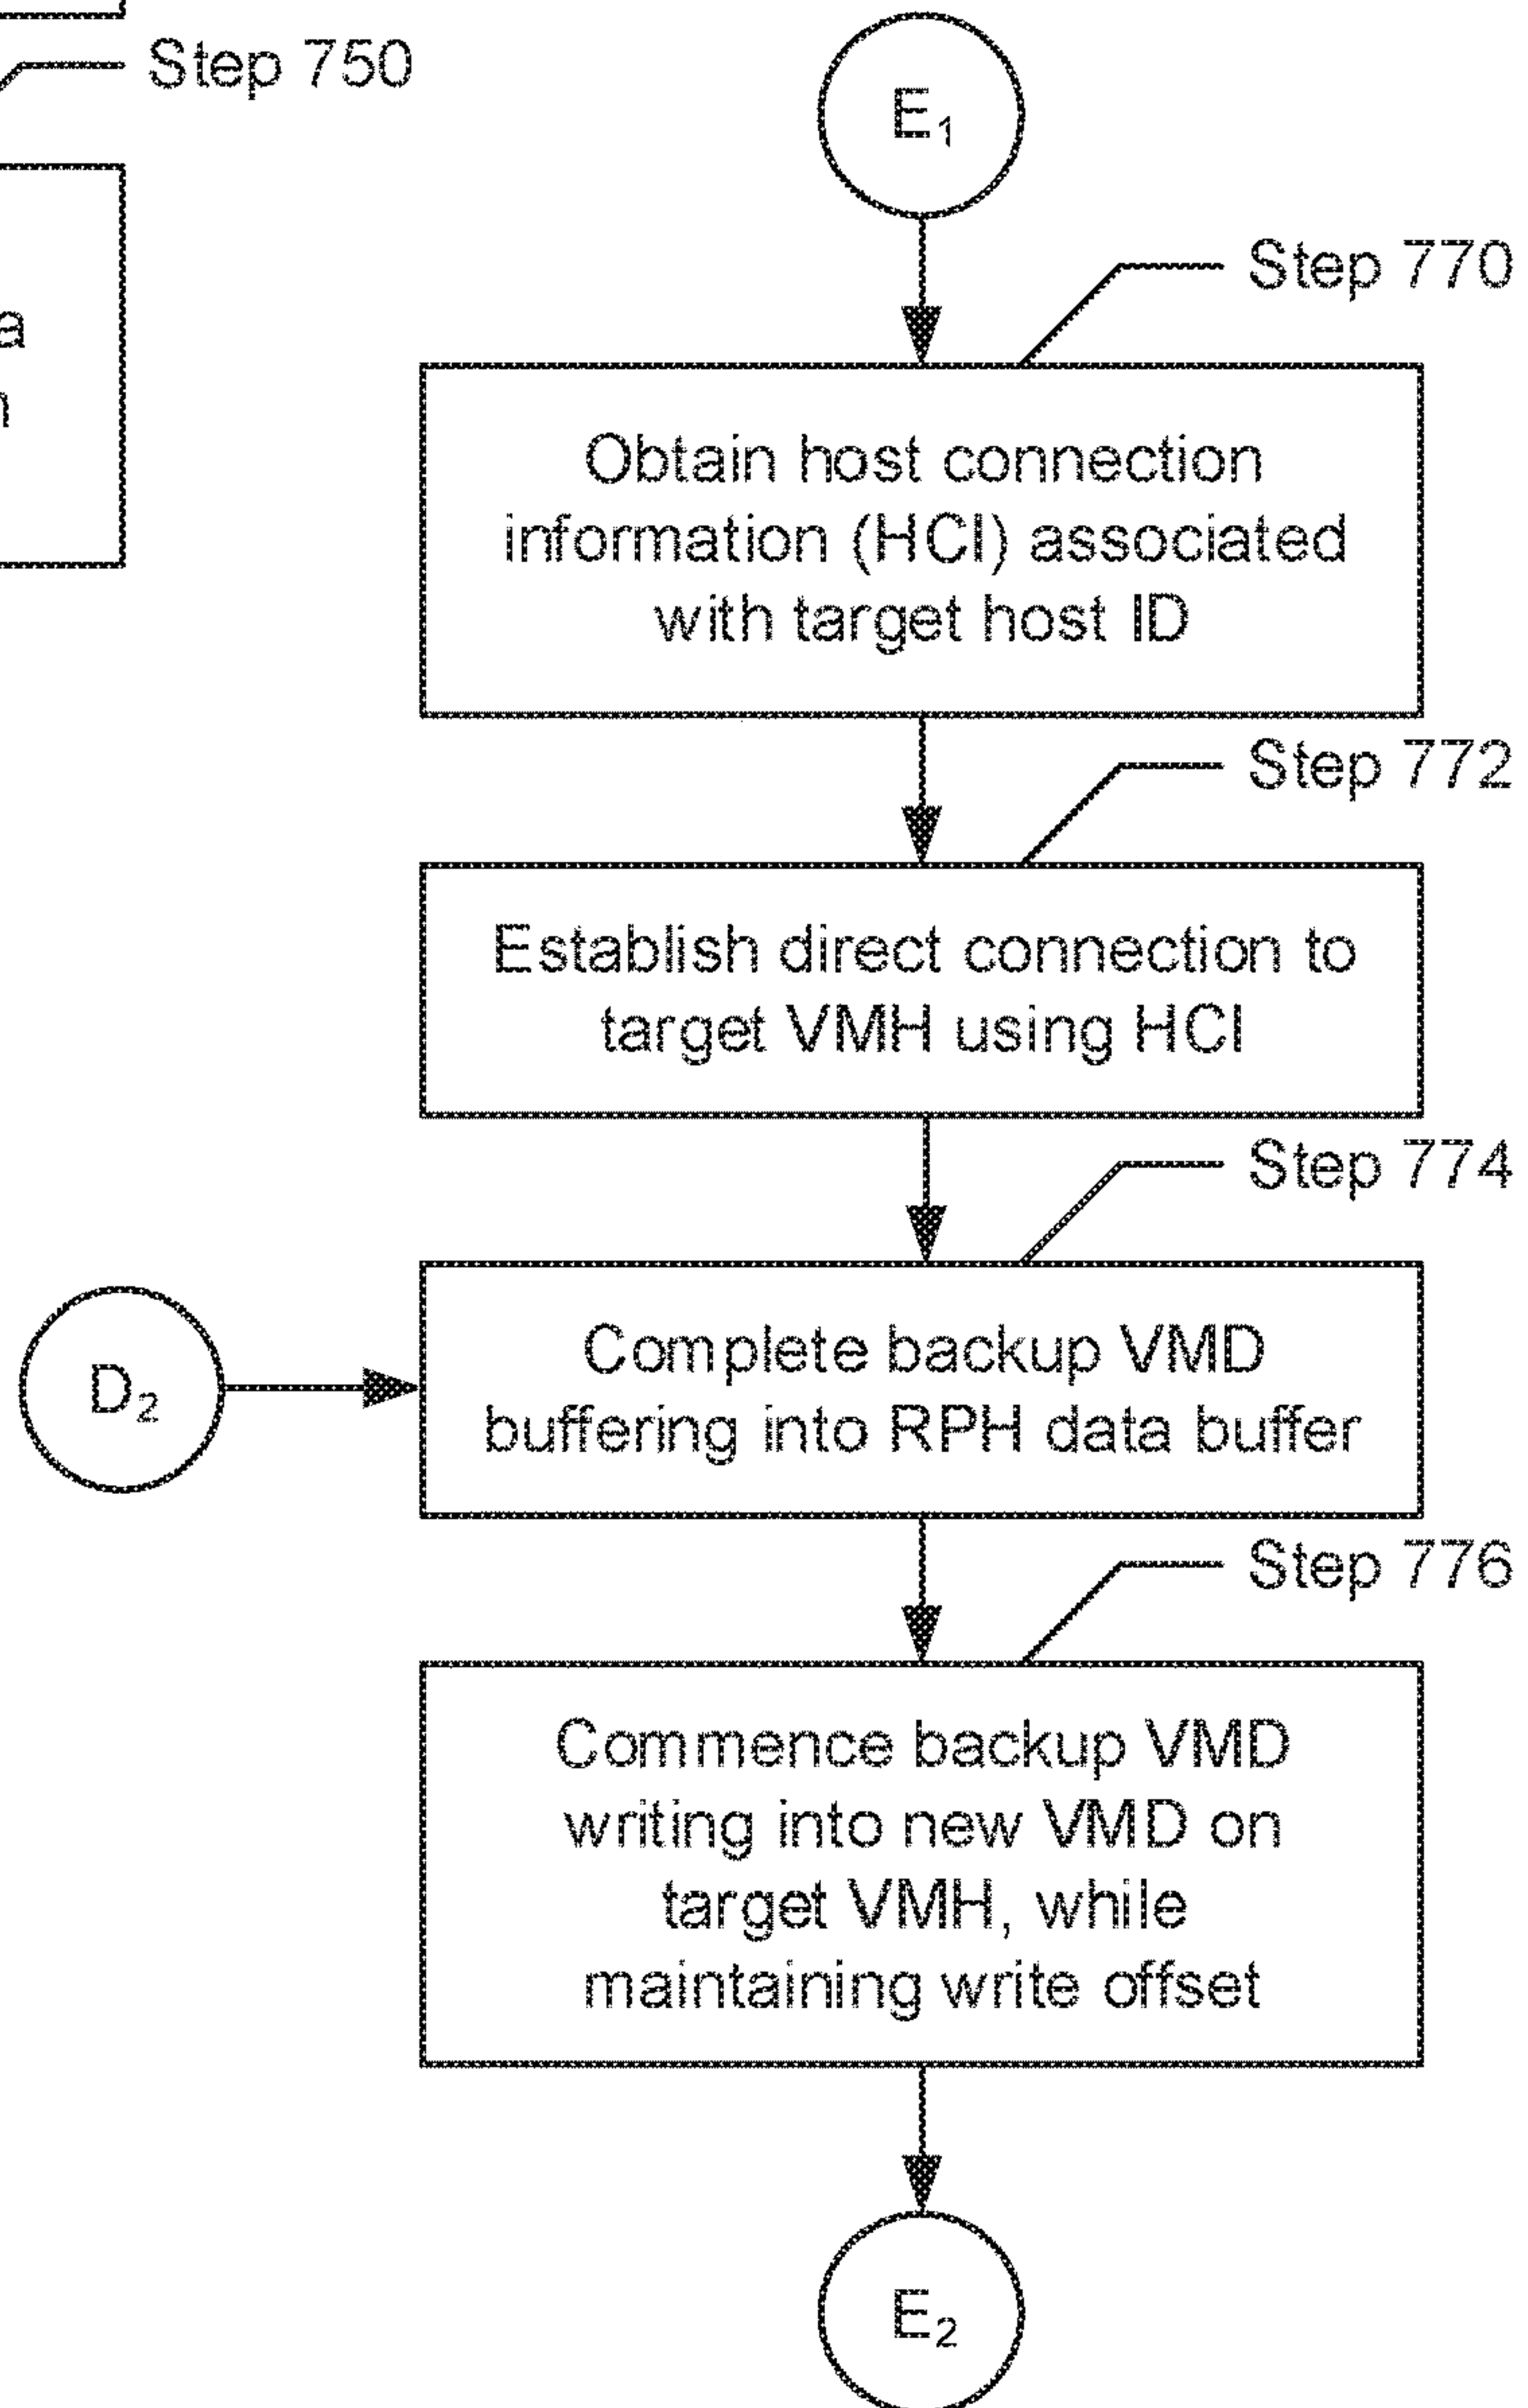 Step 750
a
n
E₁
Step 770
Obtain host connection
information (HCI) associated
with target host ID
Step 772
Establish direct connection to
target VMH using HCI
Step 774
D₂
Complete backup VMD
buffering into RPH data buffer
Step 776
Commence backup VMD
writing into new VMD on
target VMH, while
maintaining write offset
E₂